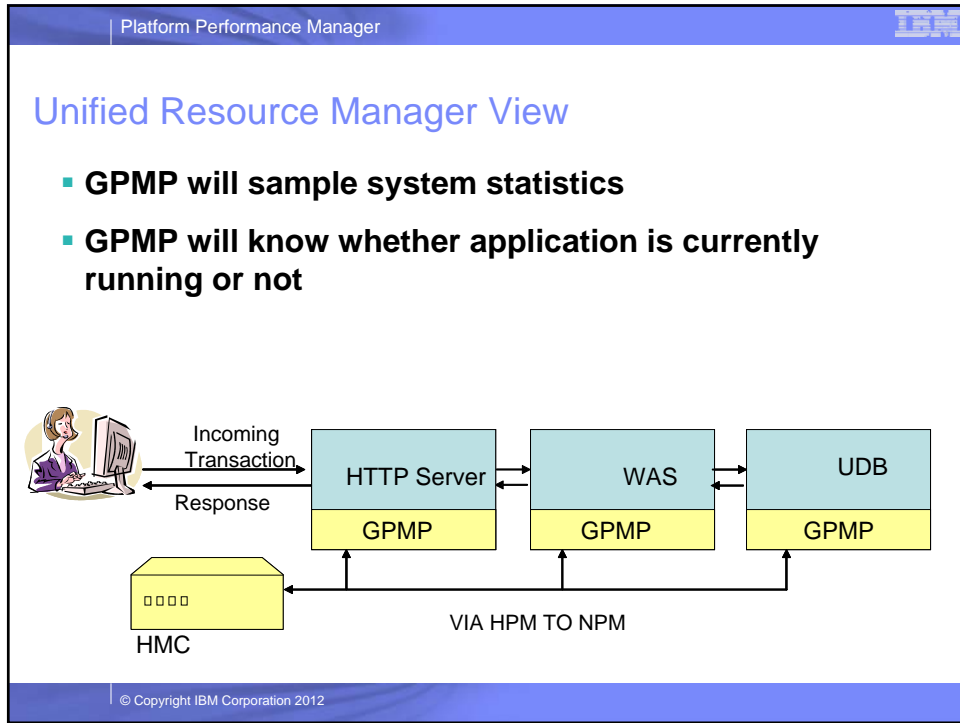 Platform Performance Manager
IBM
Unified Resource Manager View
GPMP will sample system statistics
GPMP will know whether application is currently
running or not
Incoming
Transaction
Response
HTTP Server
WAS
UDB
GPMP
GPMP
GPMP
HMC
VIA HPM TO NPM
© Copyright IBM Corporation 2012